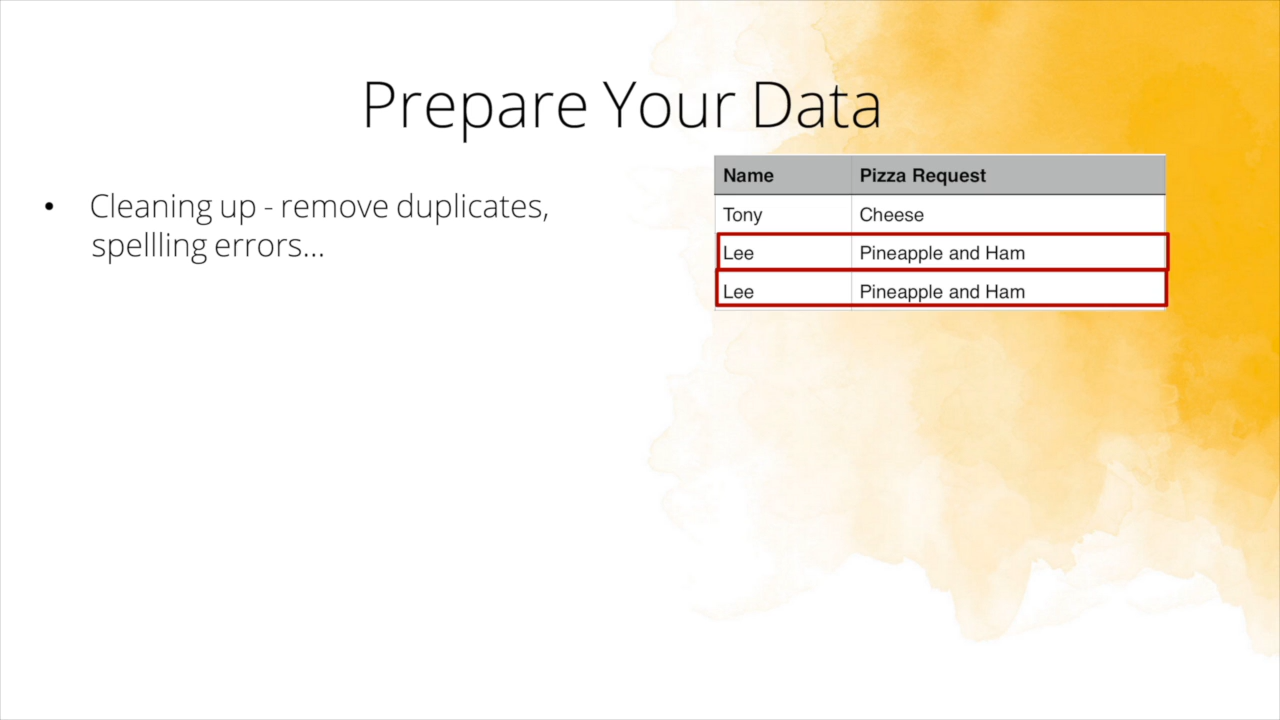 Prepare Your Data
• Cleaning up - remove duplicates,
spellling errors...
Name Pizza Request
Tony Cheese
Lee Pineapple and Ham
Lee Pineapple and Ham